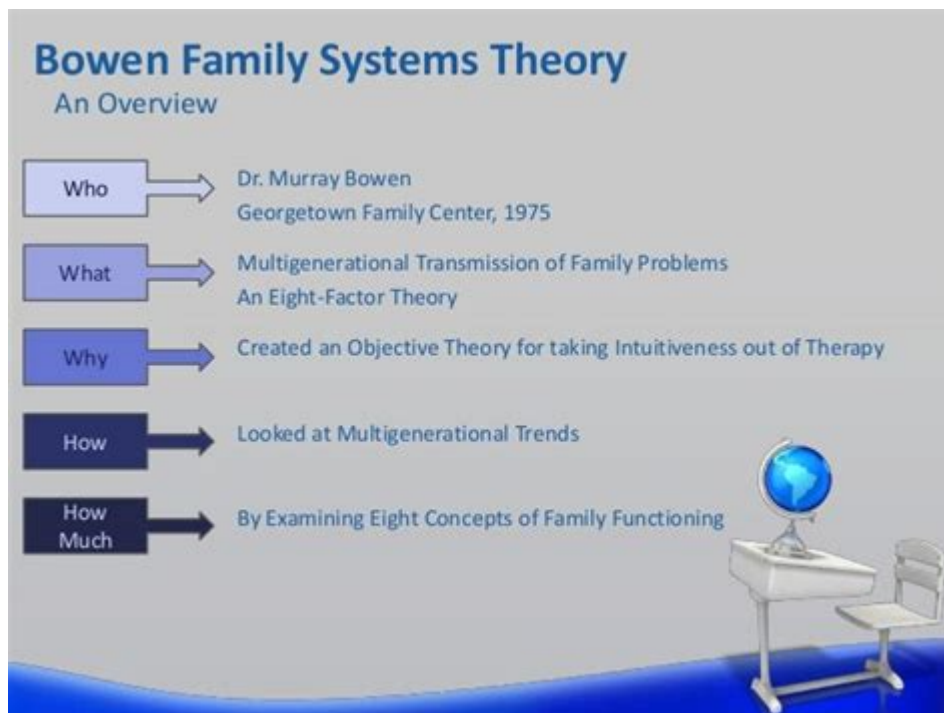 Bowen Family Systems Theory
An Overview
Who
Dr. Murray Bowen
Georgetown Family Center, 1975
What
Multigenerational Transmission of Family Problems
An Eight-Factor Theory
Why
Created an Objective Theory for taking Intuitiveness out of Therapy
How
Looked at Multigenerational Trends
How
Much
By Examining Eight Concepts of Family Functioning